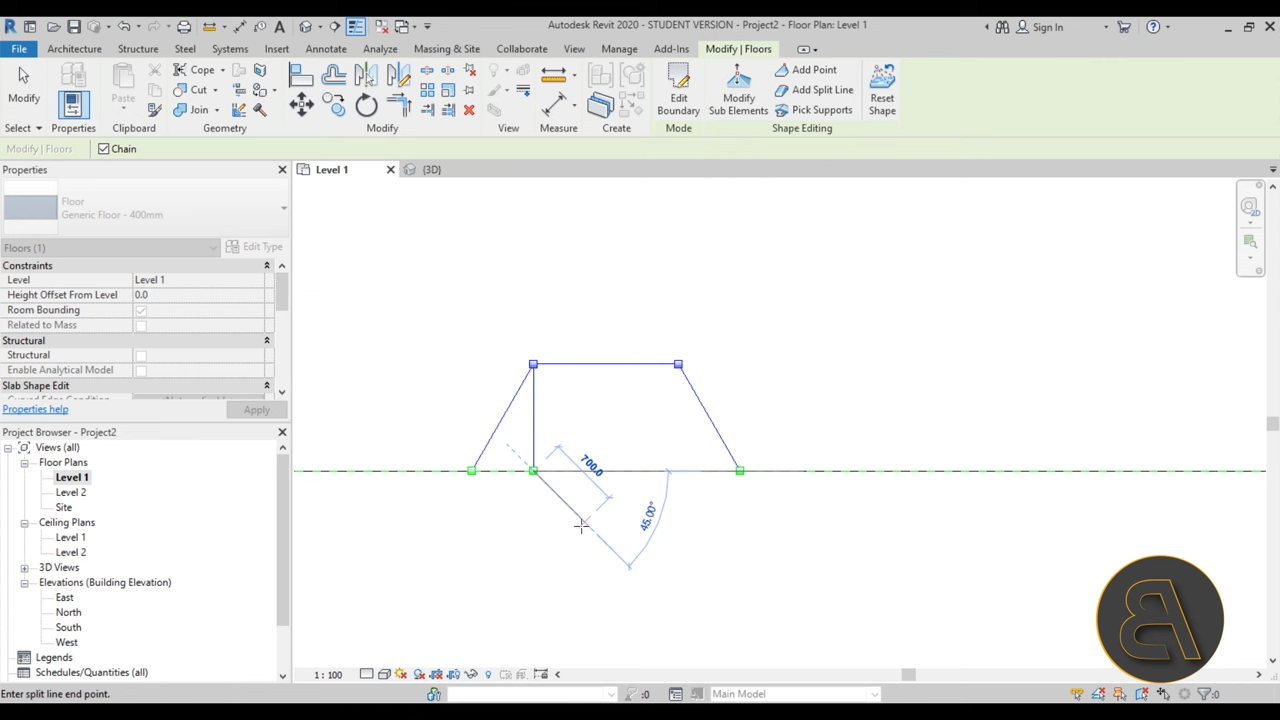 Autodesk Revit 2020 - STUDENT VERSION - Project2 - Floor Plan: Level 1
Sign In
File Architecture Structure Steel Systems Insert Annotate Analyze Massing & Site Collaborate View Manage Add-Ins Modify | Floors
Modify
Paste
Cope
Cut
Join
Edit
Boundary
Modify
Sub Elements
Add Point
Add Split Line
Pick Supports
Reset
Shape
Select Properties Clipboard Geometry Modify View Measure Create Mode Shape Editing
Modify | Floors Chain
Properties
Level 1 {3D}
Floor
Generic Floor - 400mm
Floors (1) Edit Type
Constraints
Level Level 1
Height Offset From Level 0.0
Room Bounding
Related to Mass
Structural
Structural
Enable Analytical Model
Slab Shape Edit
Properties help Apply
Project Browser - Project2
Views (all)
Floor Plans
Level 1
Level 2
Site
Ceiling Plans
Level 1
Level 2
3D Views
Elevations (Building Elevation)
East
North
South
West
Legends
Schedules/Quantities (all)
700.0
45.00°
1 : 100
Enter split line end point.
:0
Main Model
:0